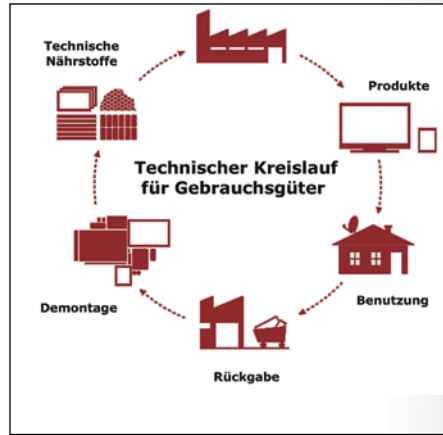 Technische
Nährstoffe
Produkte
Technischer Kreislauf
für Gebrauchsgüter
Demontage
Benutzung
Rückgabe